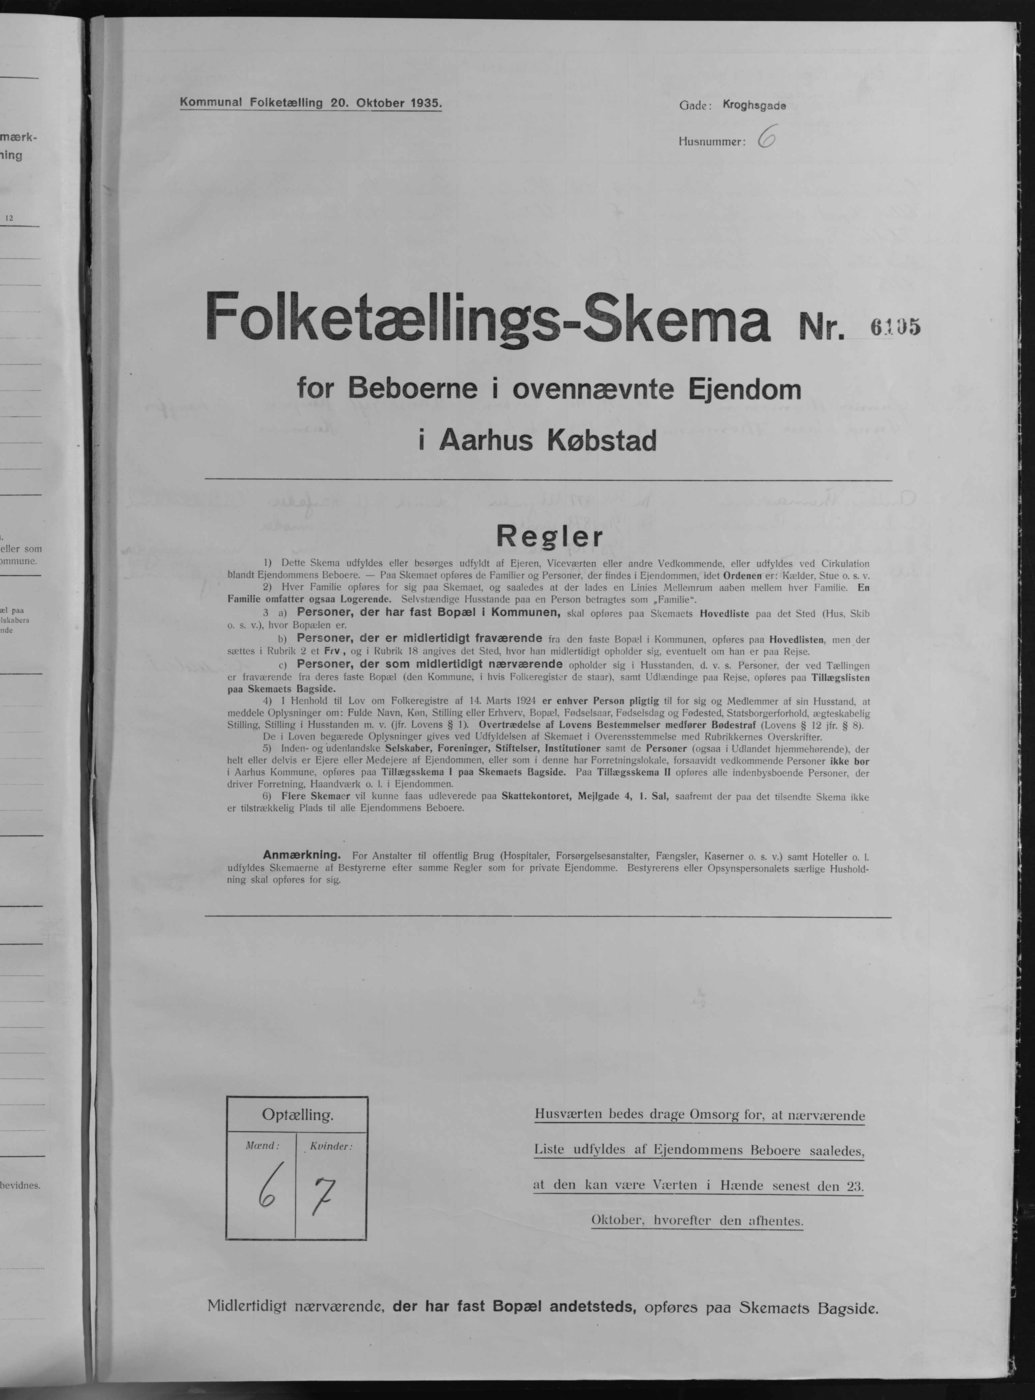 mærk-
ning
12
eller som
ommune.
æl paa
lskabers
nde
bevidnes.
Kommunal Folketælling 20. Oktober 1935.
Gade: Kroghsgade
Husnummer: 6
Folketællings-Skema Nr. 6195
for Beboerne i ovennævnte Ejendom
i Aarhus Købstad
Regler
1) Dette Skema udfyldes eller besørges udfyldt af Ejeren, Viceværten eller andre Vedkommende, eller udfyldes ved Cirkulation
blandt Ejendommens Beboere. — Paa Skemaet opføres de Familier og Personer, der findes i Ejendommen, idet Ordenen er: Kælder, Stue o. s. v.
2) Hver Familie opføres for sig paa Skemaet, og saaledes at der lades en Linies Mellemrum aaben mellem hver Familie. En
Familie omfatter ogsaa Logerende. Selvstændige Husstande paa en Person betragtes som „Familie“.
3 a) Personer, der har fast Bopæl i Kommunen, skal opføres paa Skemaets Hovedliste paa det Sted (Hus, Skib
o. s. v.), hvor Bopælen er.
b) Personer, der er midlertidigt fraværende fra den faste Bopæl i Kommunen, opføres paa Hovedlisten, men der
sættes i Rubrik 2 et Frv, og i Rubrik 18 angives det Sted, hvor han midlertidigt opholder sig, eventuelt om han er paa Rejse.
c) Personer, der som midlertidigt nærværende opholder sig i Husstanden, d. v. s. Personer, der ved Tællingen
er fraværende fra deres faste Bopæl (den Kommune, i hvis Folkeregister de staar), samt Udlændinge paa Rejse, opføres paa Tillægslisten
paa Skemaets Bagside.
4) I Henhold til Lov om Folkeregistre af 14. Marts 1924 er enhver Person pligtig til for sig og Medlemmer af sin Husstand, at
meddele Oplysninger om: Fulde Navn, Køn, Stilling eller Erhverv, Bopæl, Fødselsaar, Fødselsdag og Fødested, Statsborgerforhold, ægteskabelig
Stilling, Stilling i Husstanden m. v. (jfr. Lovens § 1). Overtrædelse af Lovens Bestemmelser medfører Bødestraf (Lovens § 12 jfr. § 8).
De i Loven begærede Oplysninger gives ved Udfyldelsen af Skemaet i Overensstemmelse med Rubrikkernes Overskrifter.
5) Inden- og udenlandske Selskaber, Foreninger, Stiftelser, Institutioner samt de Personer (ogsaa i Udlandet hjemmehørende), der
helt eller delvis er Ejere eller Medejere af Ejendommen, eller som i denne har Forretningslokale, forsaavidt vedkommende Personer ikke bor
i Aarhus Kommune, opføres paa Tillægsskema I paa Skemaets Bagside. Paa Tillægsskema II opføres alle indenbysboende Personer, der
driver Forretning, Haandværk o. l. i Ejendommen.
6) Flere Skemaer vil kunne faas udleverede paa Skattekontoret, Mejlgade 4, 1. Sal, saafremt der paa det tilsendte Skema ikke
er tilstrækkelig Plads til alle Ejendommens Beboere.
Anmærkning. For Anstalter til offentlig Brug (Hospitaler, Forsørgelsesanstalter, Fængsler, Kaserner o. s. v.) samt Hoteller o. l.
udfyldes Skemaerne af Bestyrerne efter samme Regler som for private Ejendomme. Bestyrerens eller Opsynspersonalets særlige Hushold-
ning skal opføres for sig.
Optælling.
Mænd: Kvinder:
6 7
Husværten bedes drage Omsorg for, at nærværende
Liste udfyldes af Ejendommens Beboere saaledes,
at den kan være Værten i Hænde senest den 23.
Oktober, hvorefter den afhentes.
Midlertidigt nærværende, der har fast Bopæl andetsteds, opføres paa Skemaets Bagside.